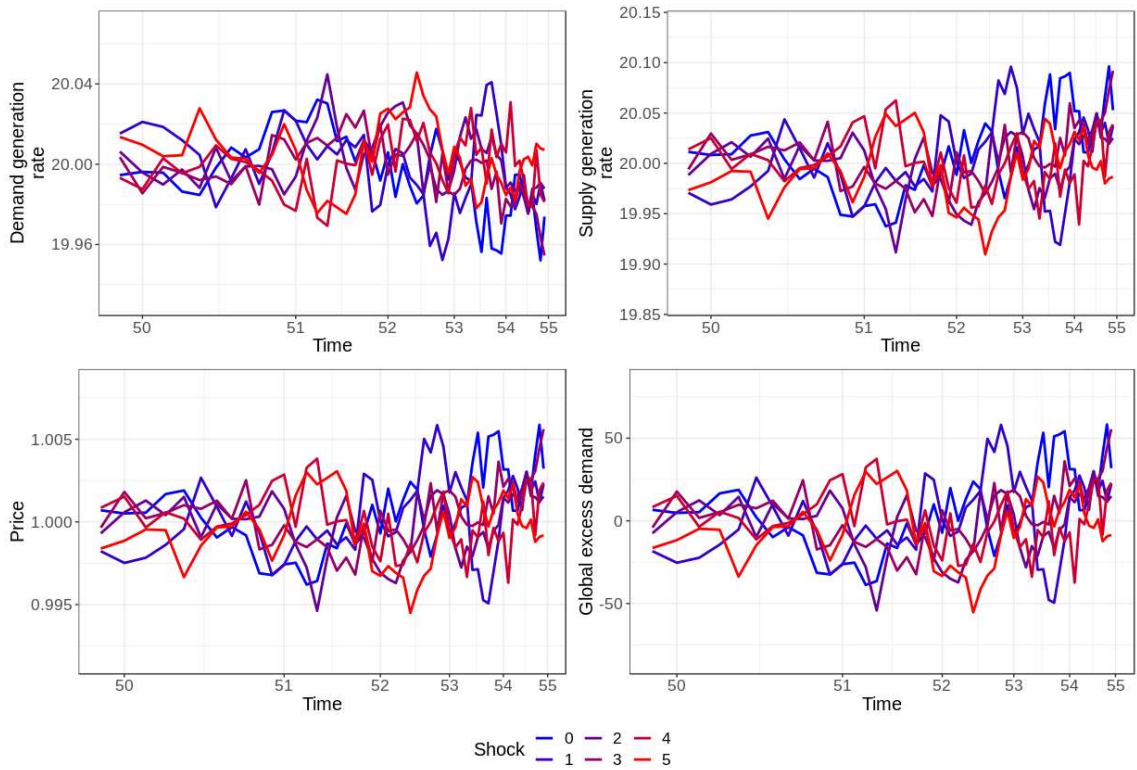 Demand generation
rate
20.04
20.00
19.96
50 51 52 53 54 55
Time
Supply generation
rate
20.15
20.10
20.05
20.00
19.95
19.90
19.85
50 51 52 53 54 55
Time
Price
1.005
1.000
0.995
50 51 52 53 54 55
Time
Global excess demand
50
0
-50
50 51 52 53 54 55
Time
Shock 0 2 4
1 3 5